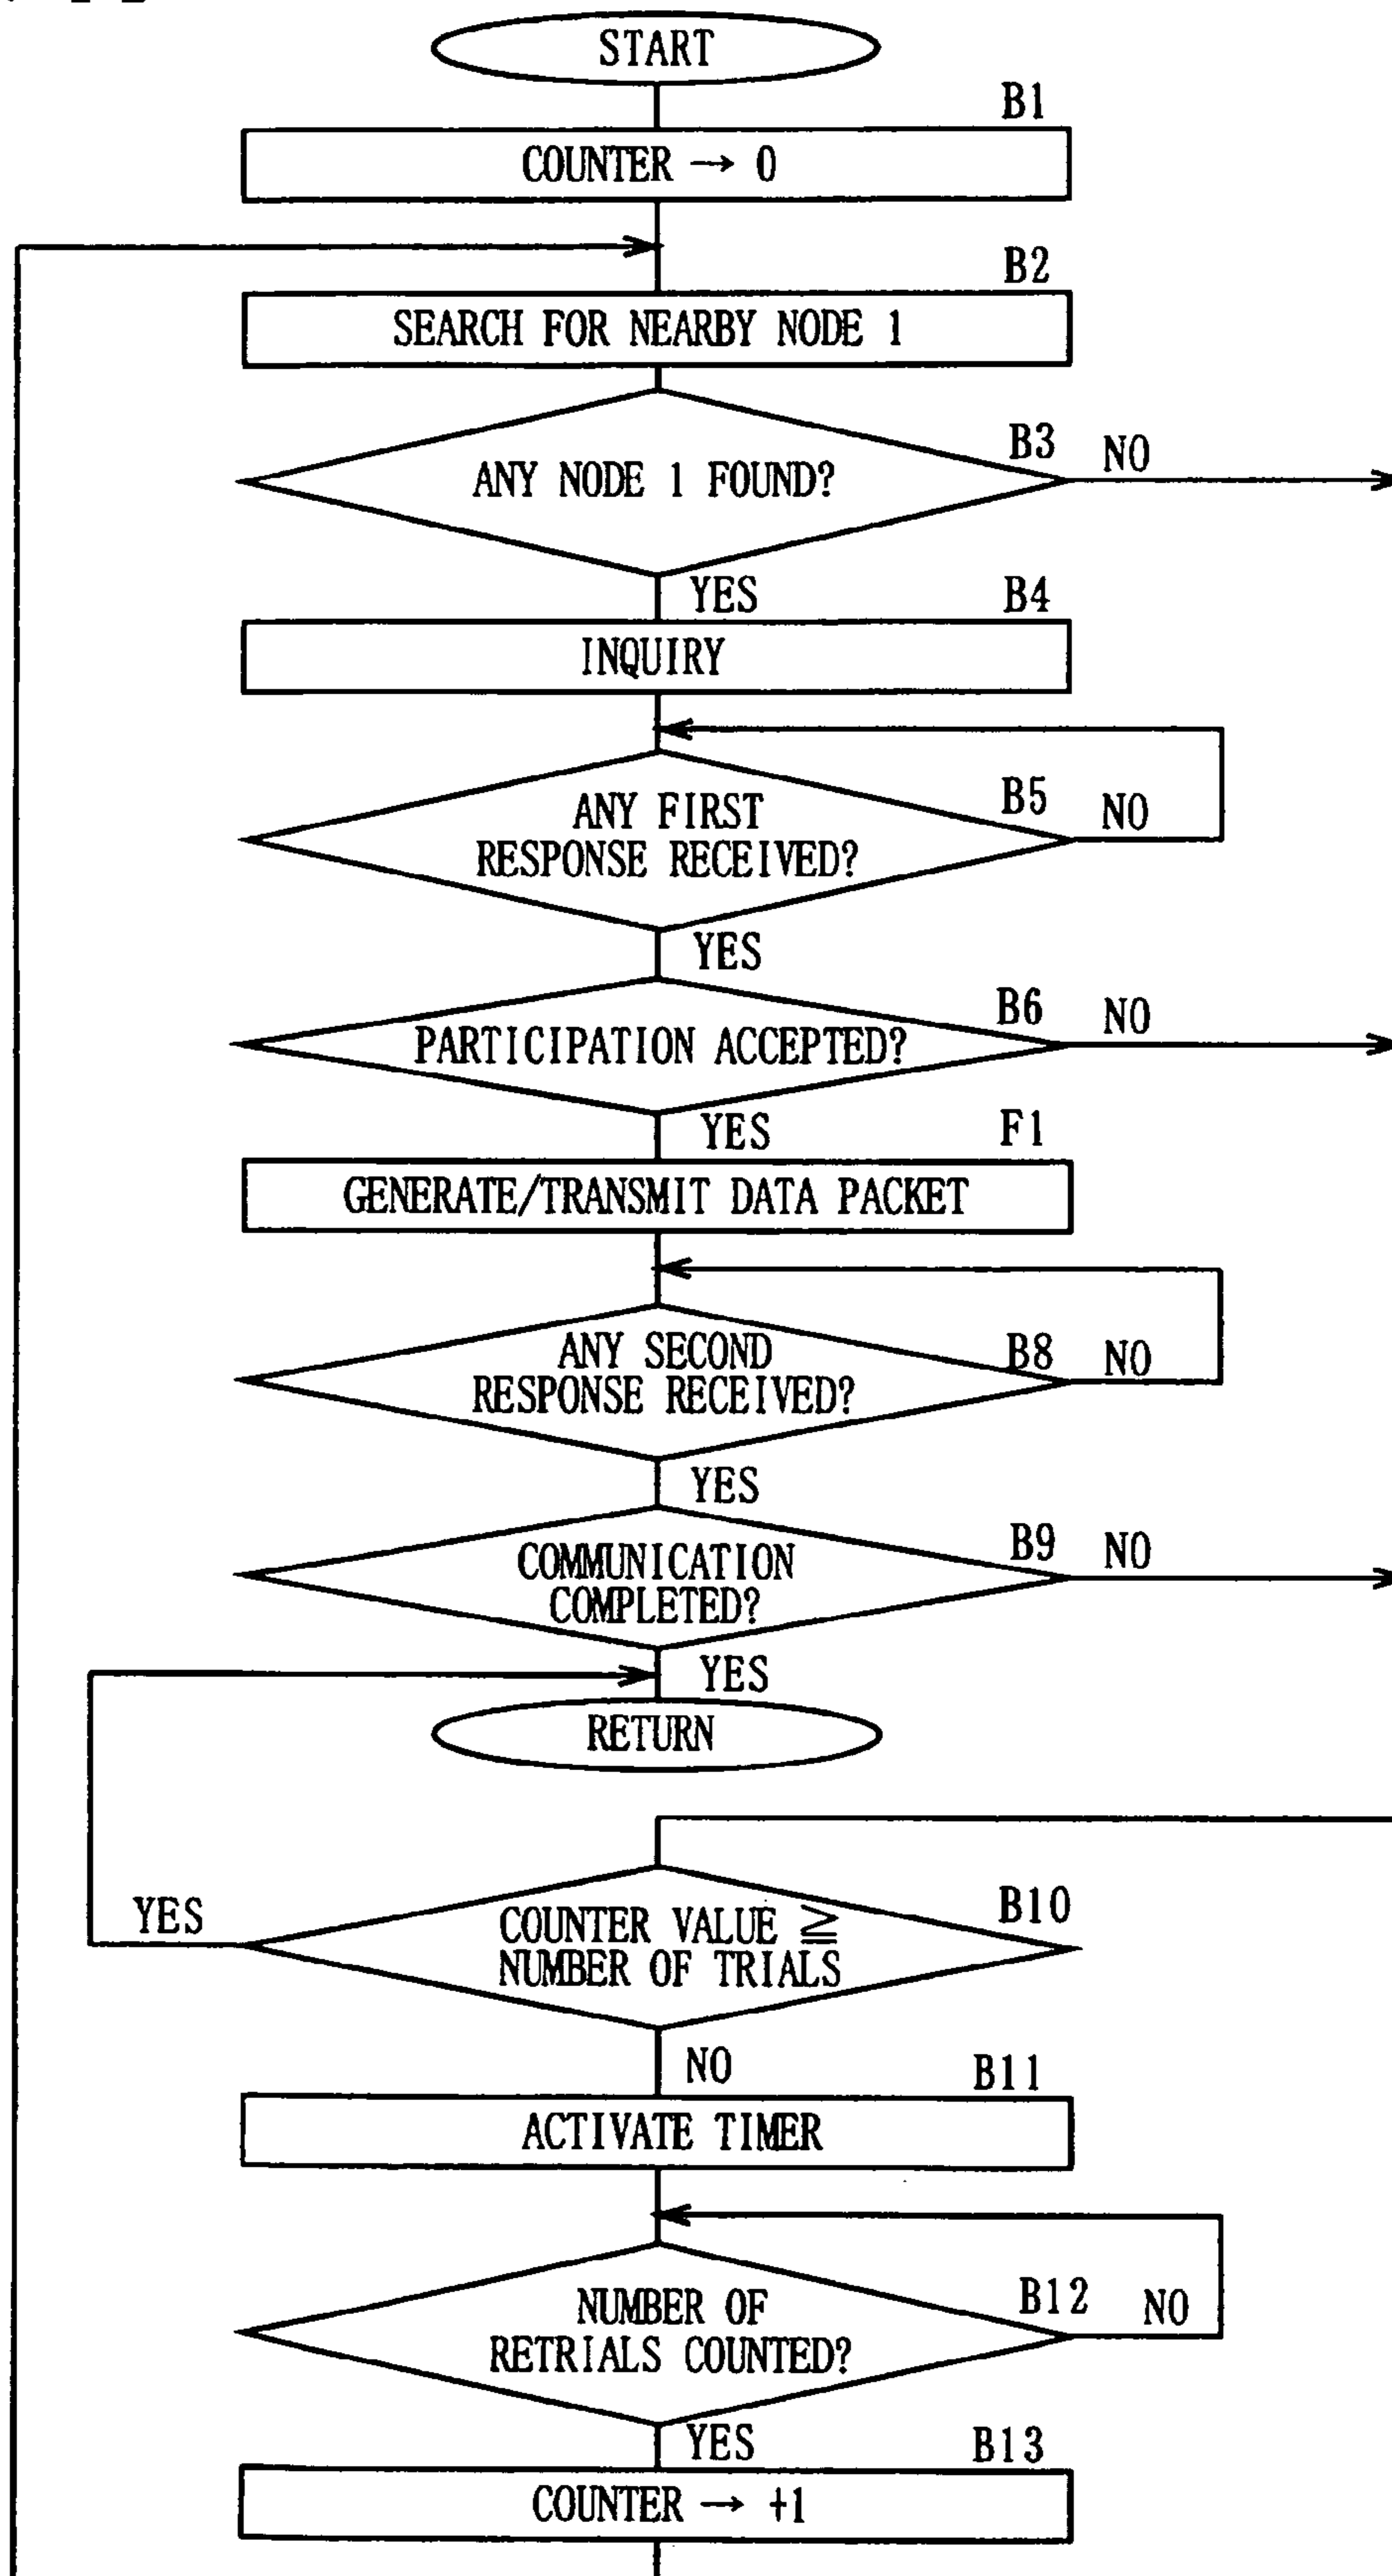 START
B1
COUNTER → 0
B2
SEARCH FOR NEARBY NODE 1
B3
NO
ANY NODE 1 FOUND?
YES
B4
INQUIRY
B5
NO
ANY FIRST
RESPONSE RECEIVED?
YES
B6
NO
PARTICIPATION ACCEPTED?
YES
F1
GENERATE/TRANSMIT DATA PACKET
ANY SECOND
RESPONSE RECEIVED?
B8
NO
YES
B9
NO
COMMUNICATION
COMPLETED?
YES
RETURN
YES
B10
COUNTER VALUE ≧
NUMBER OF TRIALS
NO
B11
ACTIVATE TIMER
B12
NO
NUMBER OF
RETRIALS COUNTED?
YES
B13
COUNTER → +1